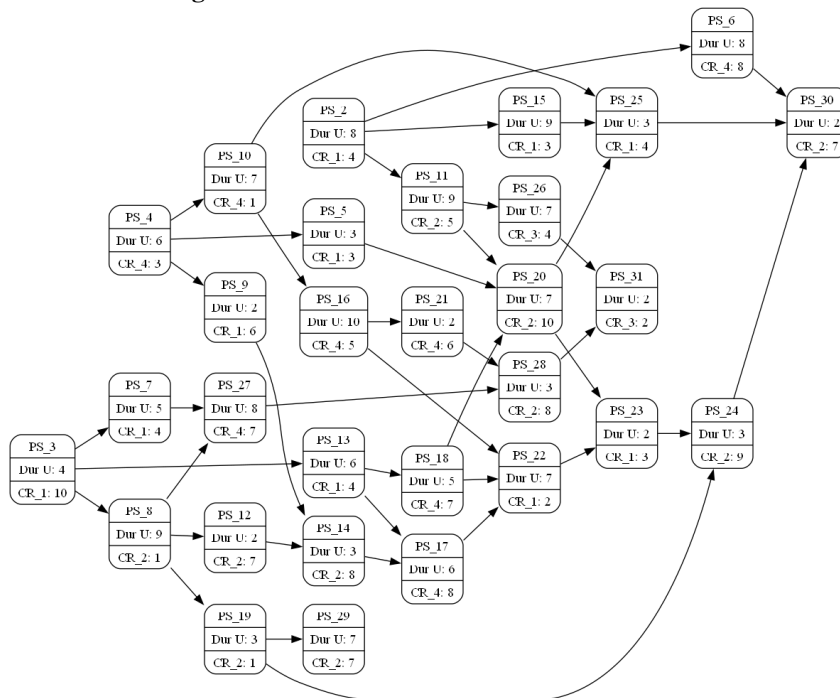 PS_6
Dur U: 8
CR_4: 8
PS_2
Dur U: 8
CR_1: 4
PS_15
Dur U: 9
CR_1: 3
PS_25
Dur U: 3
CR_1: 4
PS_30
Dur U: 2
CR_2: 7
PS_10
Dur U: 7
CR_4: 1
PS_11
Dur U: 9
CR_2: 5
PS_26
Dur U: 7
CR_3: 4
PS_4
Dur U: 6
CR_4: 3
PS_5
Dur U: 3
CR_1: 3
PS_9
Dur U: 2
CR_1: 6
PS_20
Dur U: 7
CR_2: 10
PS_31
Dur U: 2
CR_3: 2
PS_16
Dur U: 10
CR_4: 5
PS_21
Dur U: 2
CR_4: 6
PS_28
Dur U: 3
CR_2: 8
PS_7
Dur U: 5
CR_1: 4
PS_27
Dur U: 8
CR_4: 7
PS_23
Dur U: 2
CR_1: 3
PS_24
Dur U: 3
CR_2: 9
PS_3
Dur U: 4
CR_1: 10
PS_13
Dur U: 6
CR_1: 4
PS_18
Dur U: 5
CR_4: 7
PS_22
Dur U: 7
CR_1: 2
PS_8
Dur U: 9
CR_2: 1
PS_12
Dur U: 2
CR_2: 7
PS_14
Dur U: 3
CR_2: 8
PS_17
Dur U: 6
CR_4: 8
PS_19
Dur U: 3
CR_2: 1
PS_29
Dur U: 7
CR_2: 7